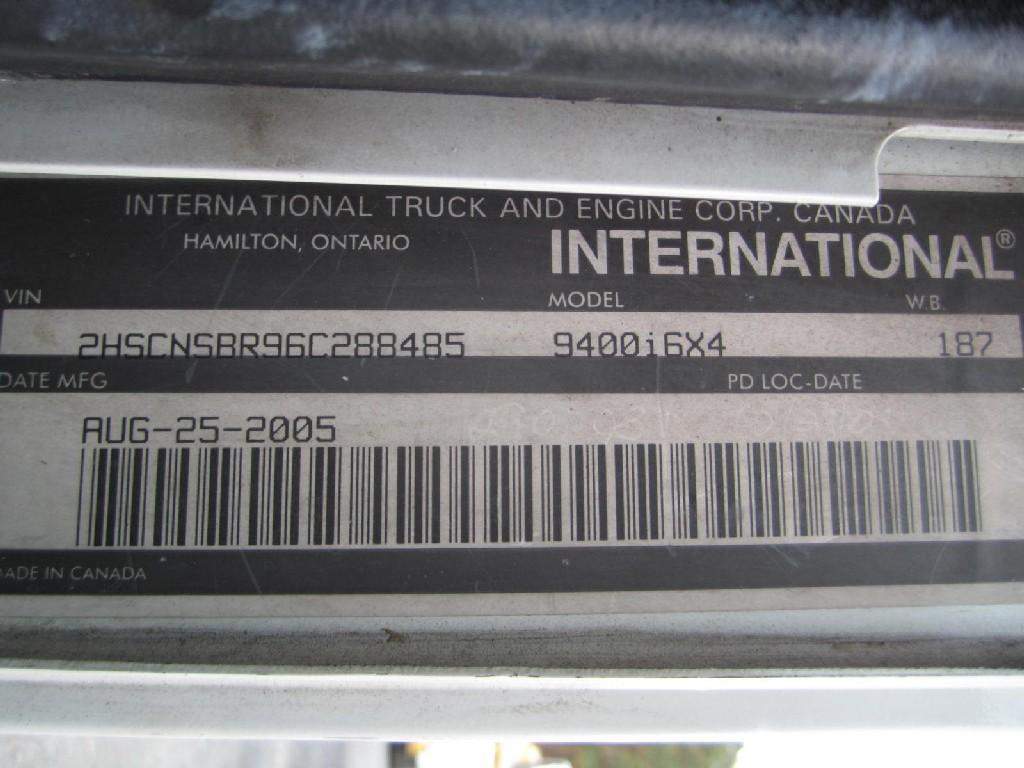 INTERNATIONAL TRUCK AND ENGINE CORP. CANADA
HAMILTON, ONTARIO
INTERNATIONAL®
VIN MODEL W.B.
2HSCNSBR96C288485 9400i6X4 187
DATE MFG PD LOC-DATE
AUG-25-2005
ADE IN CANADA